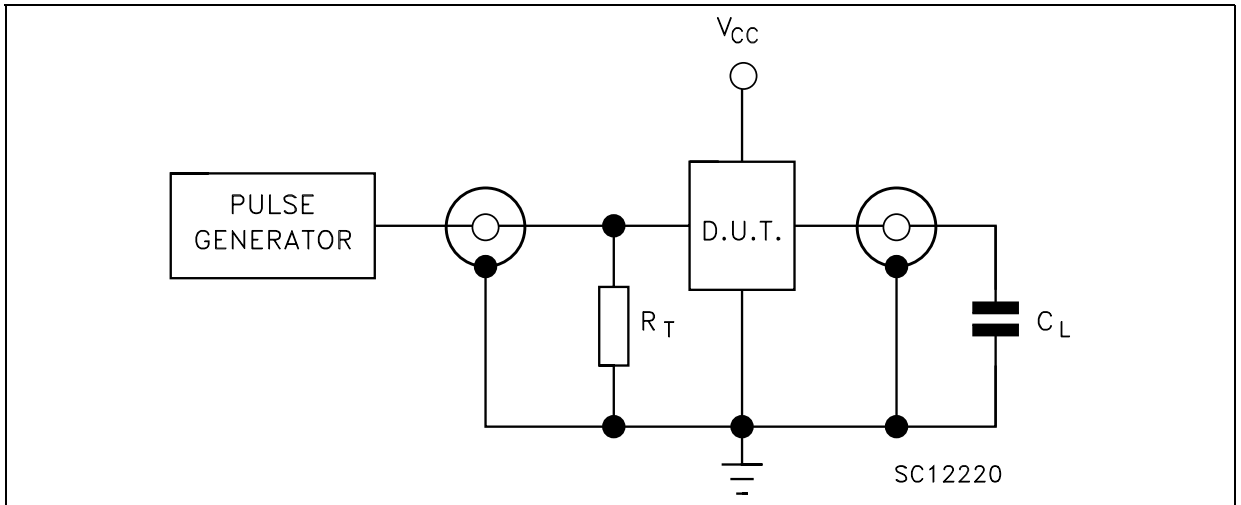 VCC
PULSE
GENERATOR
D.U.T.
RT
CL
SC12220